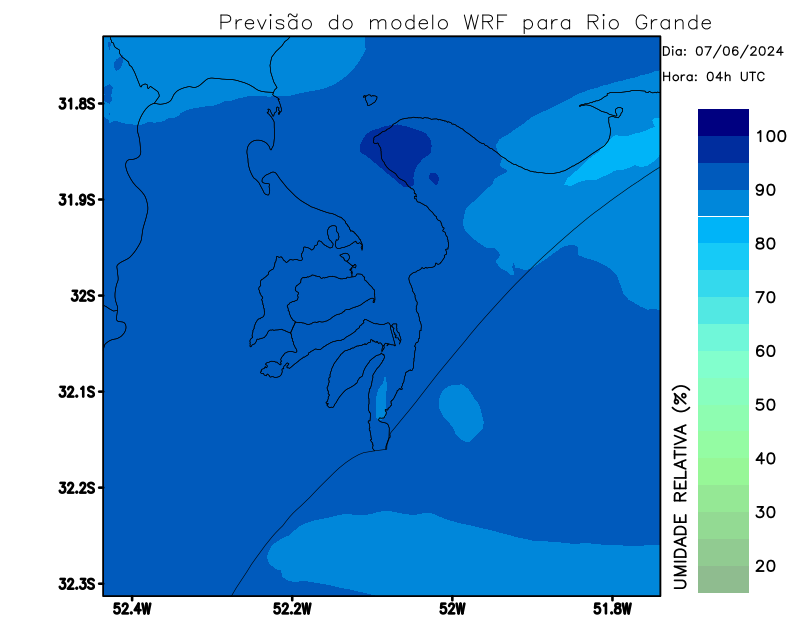 Previsão do modelo WRF para Rio Grande
Dia: 07/06/2024
Hora: 04h UTC
31.8S
31.9S
32S
32.1S
32.2S
32.3S
52.4W
52.2W
52W
51.8W
100
90
80
70
60
50
40
30
20
UMIDADE RELATIVA (%)